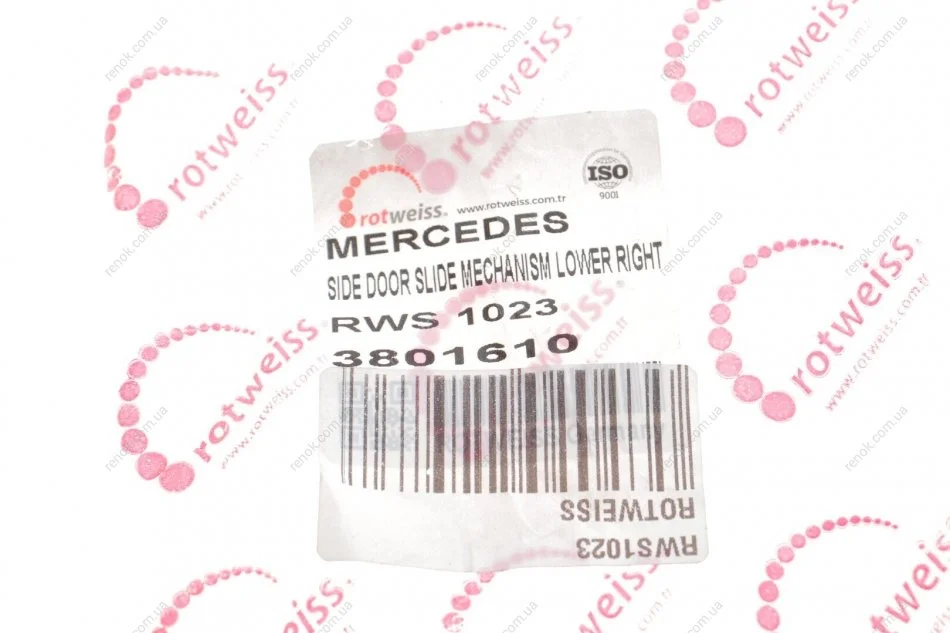 rotweiss® www.rotweiss.com.tr
ISO
9001
MERCEDES
SIDE DOOR SLIDE MECHANISM LOWER RIGHT
RWS 1023
3801610
ROTWEISS
RWS1023
rotweiss
www.rotweiss.com.tr
renok.com.ua